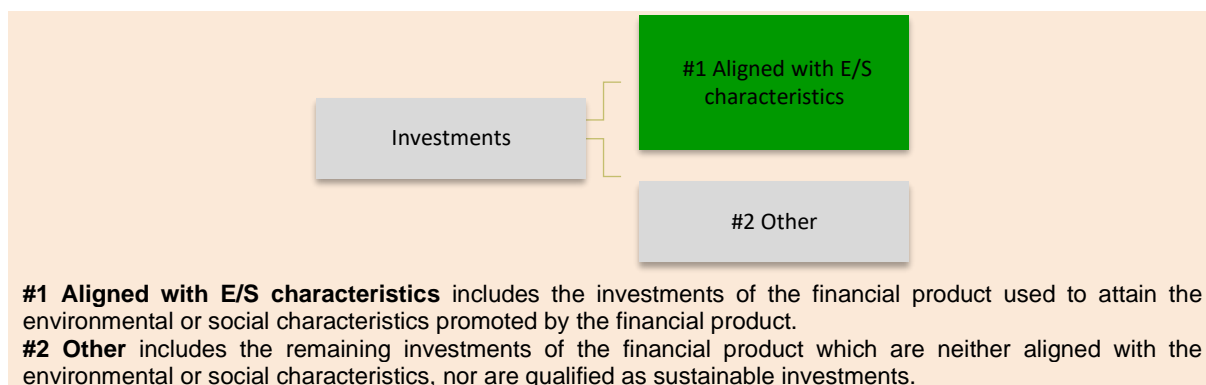 #1 Aligned with E/S
characteristics
Investments
#2 Other
#1 Aligned with E/S characteristics includes the investments of the financial product used to attain the
environmental or social characteristics promoted by the financial product.
#2 Other includes the remaining investments of the financial product which are neither aligned with the
environmental or social characteristics, nor are qualified as sustainable investments.